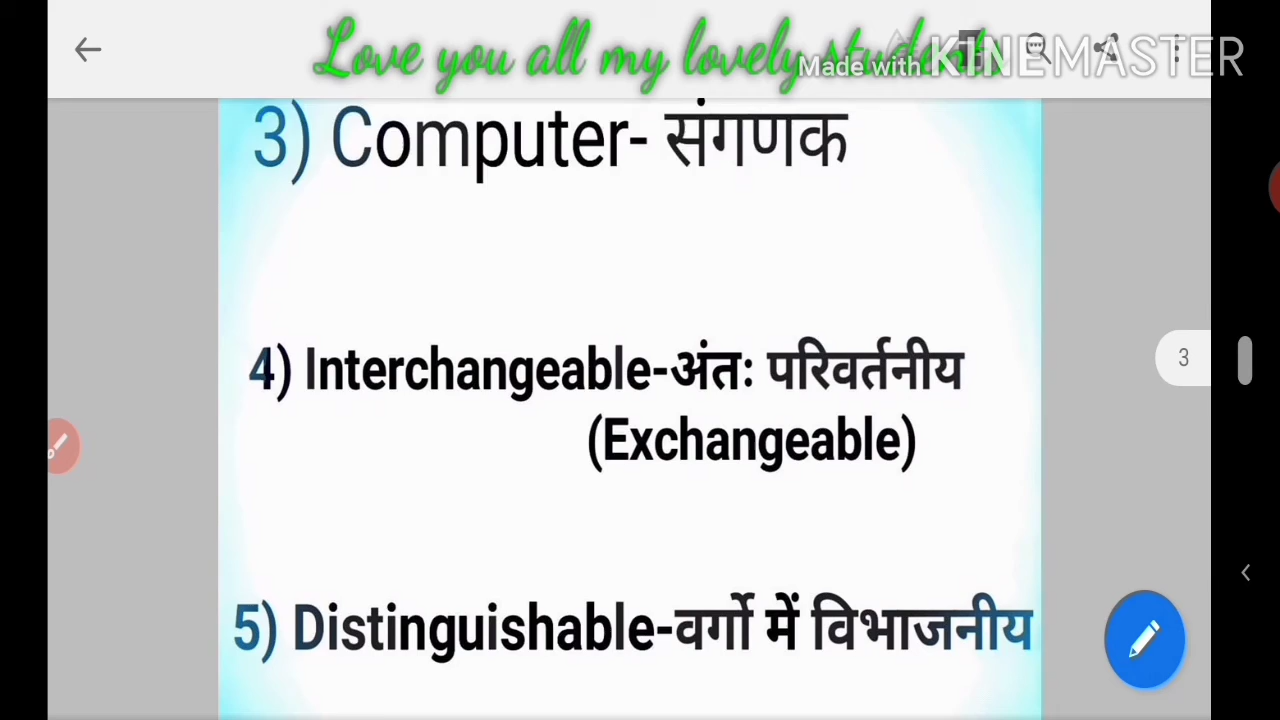 Love you all my lovely students
Made with KINEMASTER
3) Computer- संगणक
4) Interchangeable-अंतः परिवर्तनीय
(Exchangeable)
3
5) Distinguishable-वर्गो में विभाजनीय